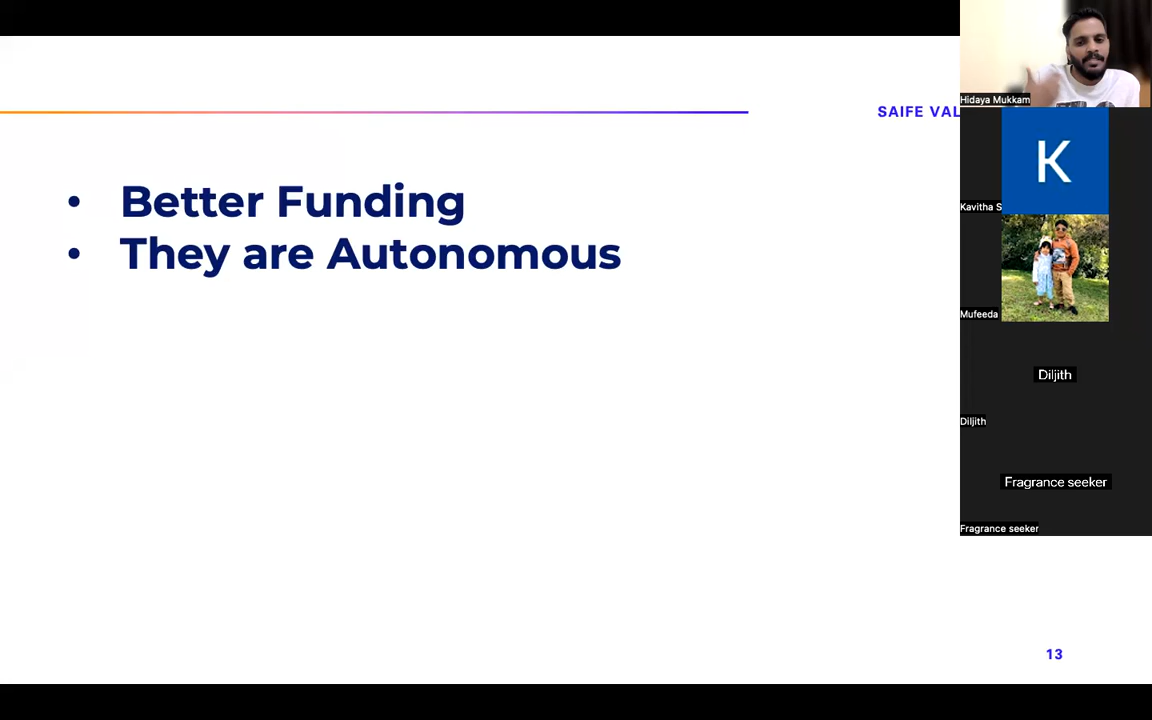 SAIFE VAL
• Better Funding
• They are Autonomous
13
Hidaya Mukkam
K
Kavitha S
Mufeeda
Diljith
Diljith
Fragrance seeker
Fragrance seeker